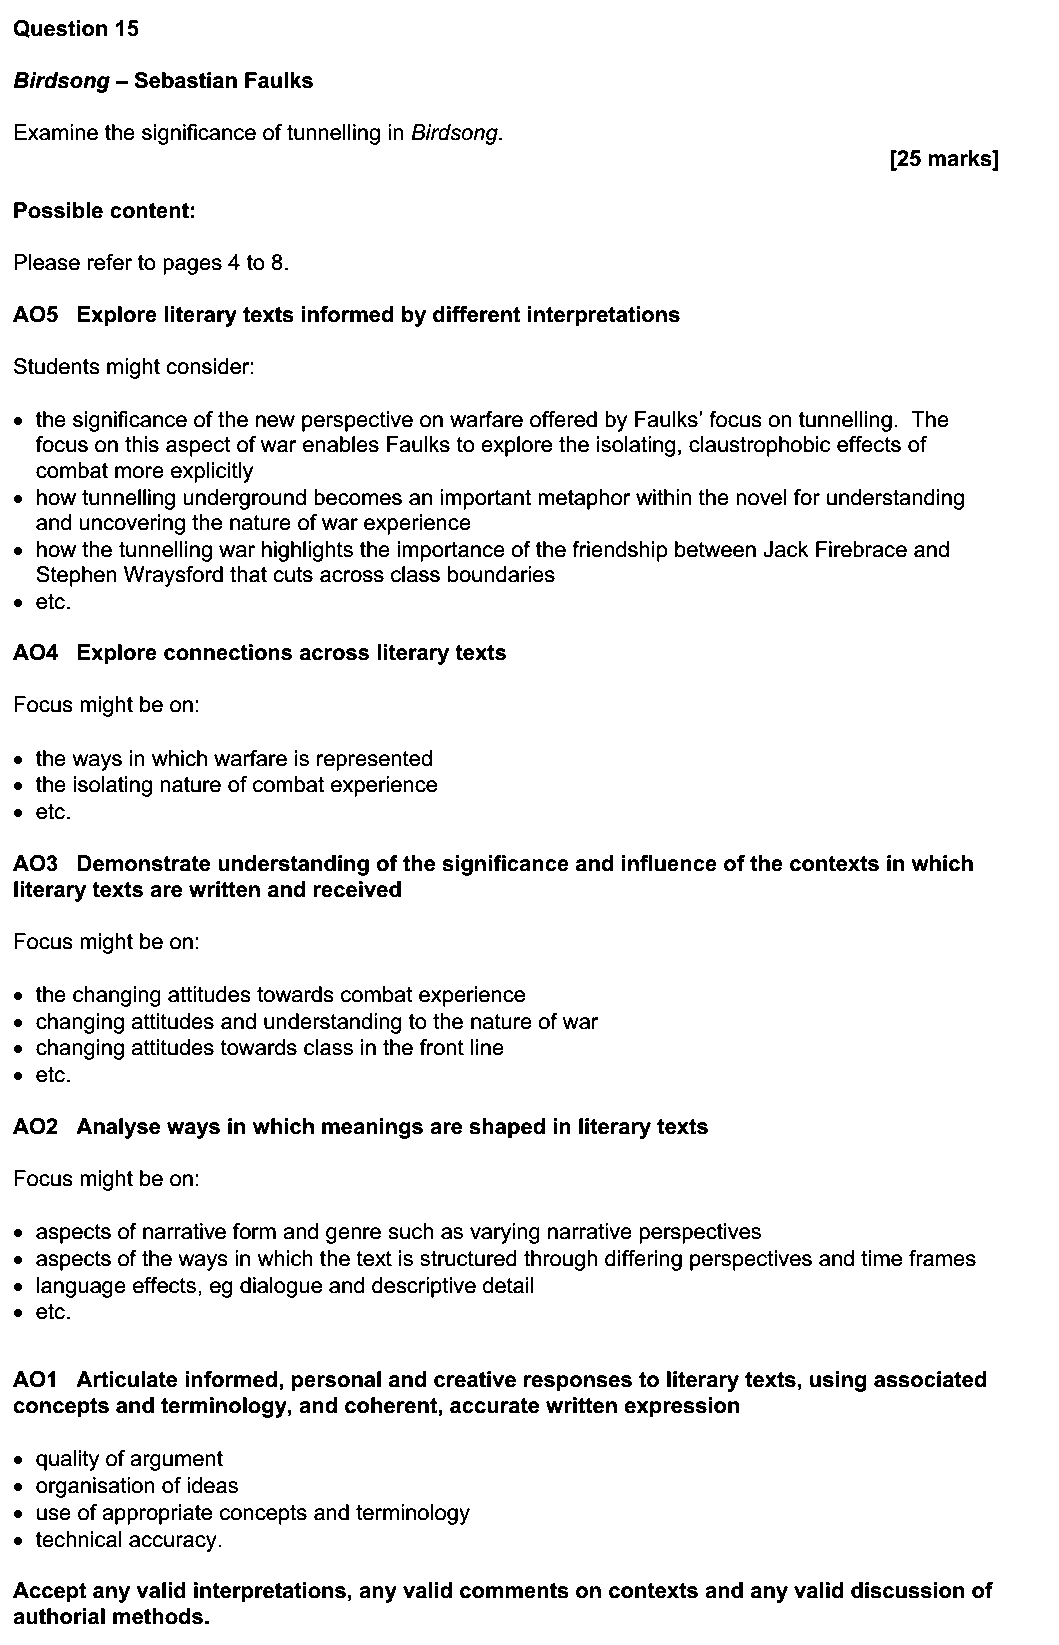 Question 15
Birdsong – Sebastian Faulks
Examine the significance of tunnelling in Birdsong.
[25 marks]
Possible content:
Please refer to pages 4 to 8.
AO5 Explore literary texts informed by different interpretations
Students might consider:
• the significance of the new perspective on warfare offered by Faulks' focus on tunnelling. The
focus on this aspect of war enables Faulks to explore the isolating, claustrophobic effects of
combat more explicitly
• how tunnelling underground becomes an important metaphor within the novel for understanding
and uncovering the nature of war experience
• how the tunnelling war highlights the importance of the friendship between Jack Firebrace and
Stephen Wraysford that cuts across class boundaries
• etc.
AO4 Explore connections across literary texts
Focus might be on:
• the ways in which warfare is represented
• the isolating nature of combat experience
• etc.
AO3 Demonstrate understanding of the significance and influence of the contexts in which
literary texts are written and received
Focus might be on:
• the changing attitudes towards combat experience
• changing attitudes and understanding to the nature of war
• changing attitudes towards class in the front line
• etc.
AO2 Analyse ways in which meanings are shaped in literary texts
Focus might be on:
• aspects of narrative form and genre such as varying narrative perspectives
• aspects of the ways in which the text is structured through differing perspectives and time frames
• language effects, eg dialogue and descriptive detail
• etc.
AO1 Articulate informed, personal and creative responses to literary texts, using associated
concepts and terminology, and coherent, accurate written expression
• quality of argument
• organisation of ideas
• use of appropriate concepts and terminology
• technical accuracy.
Accept any valid interpretations, any valid comments on contexts and any valid discussion of
authorial methods.